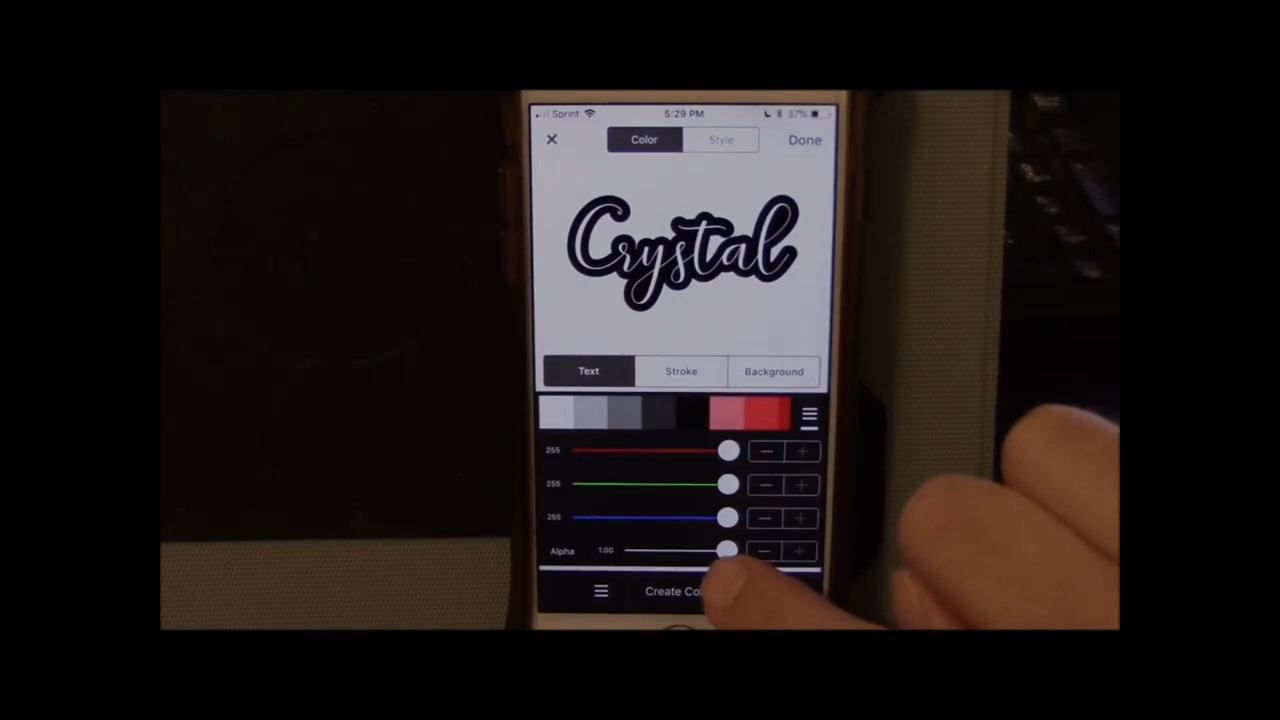 Sprint 5:29 PM 37%
× Color Style Done
Crystal
Text Stroke Background
255
255
255
Alpha 1.00
Create